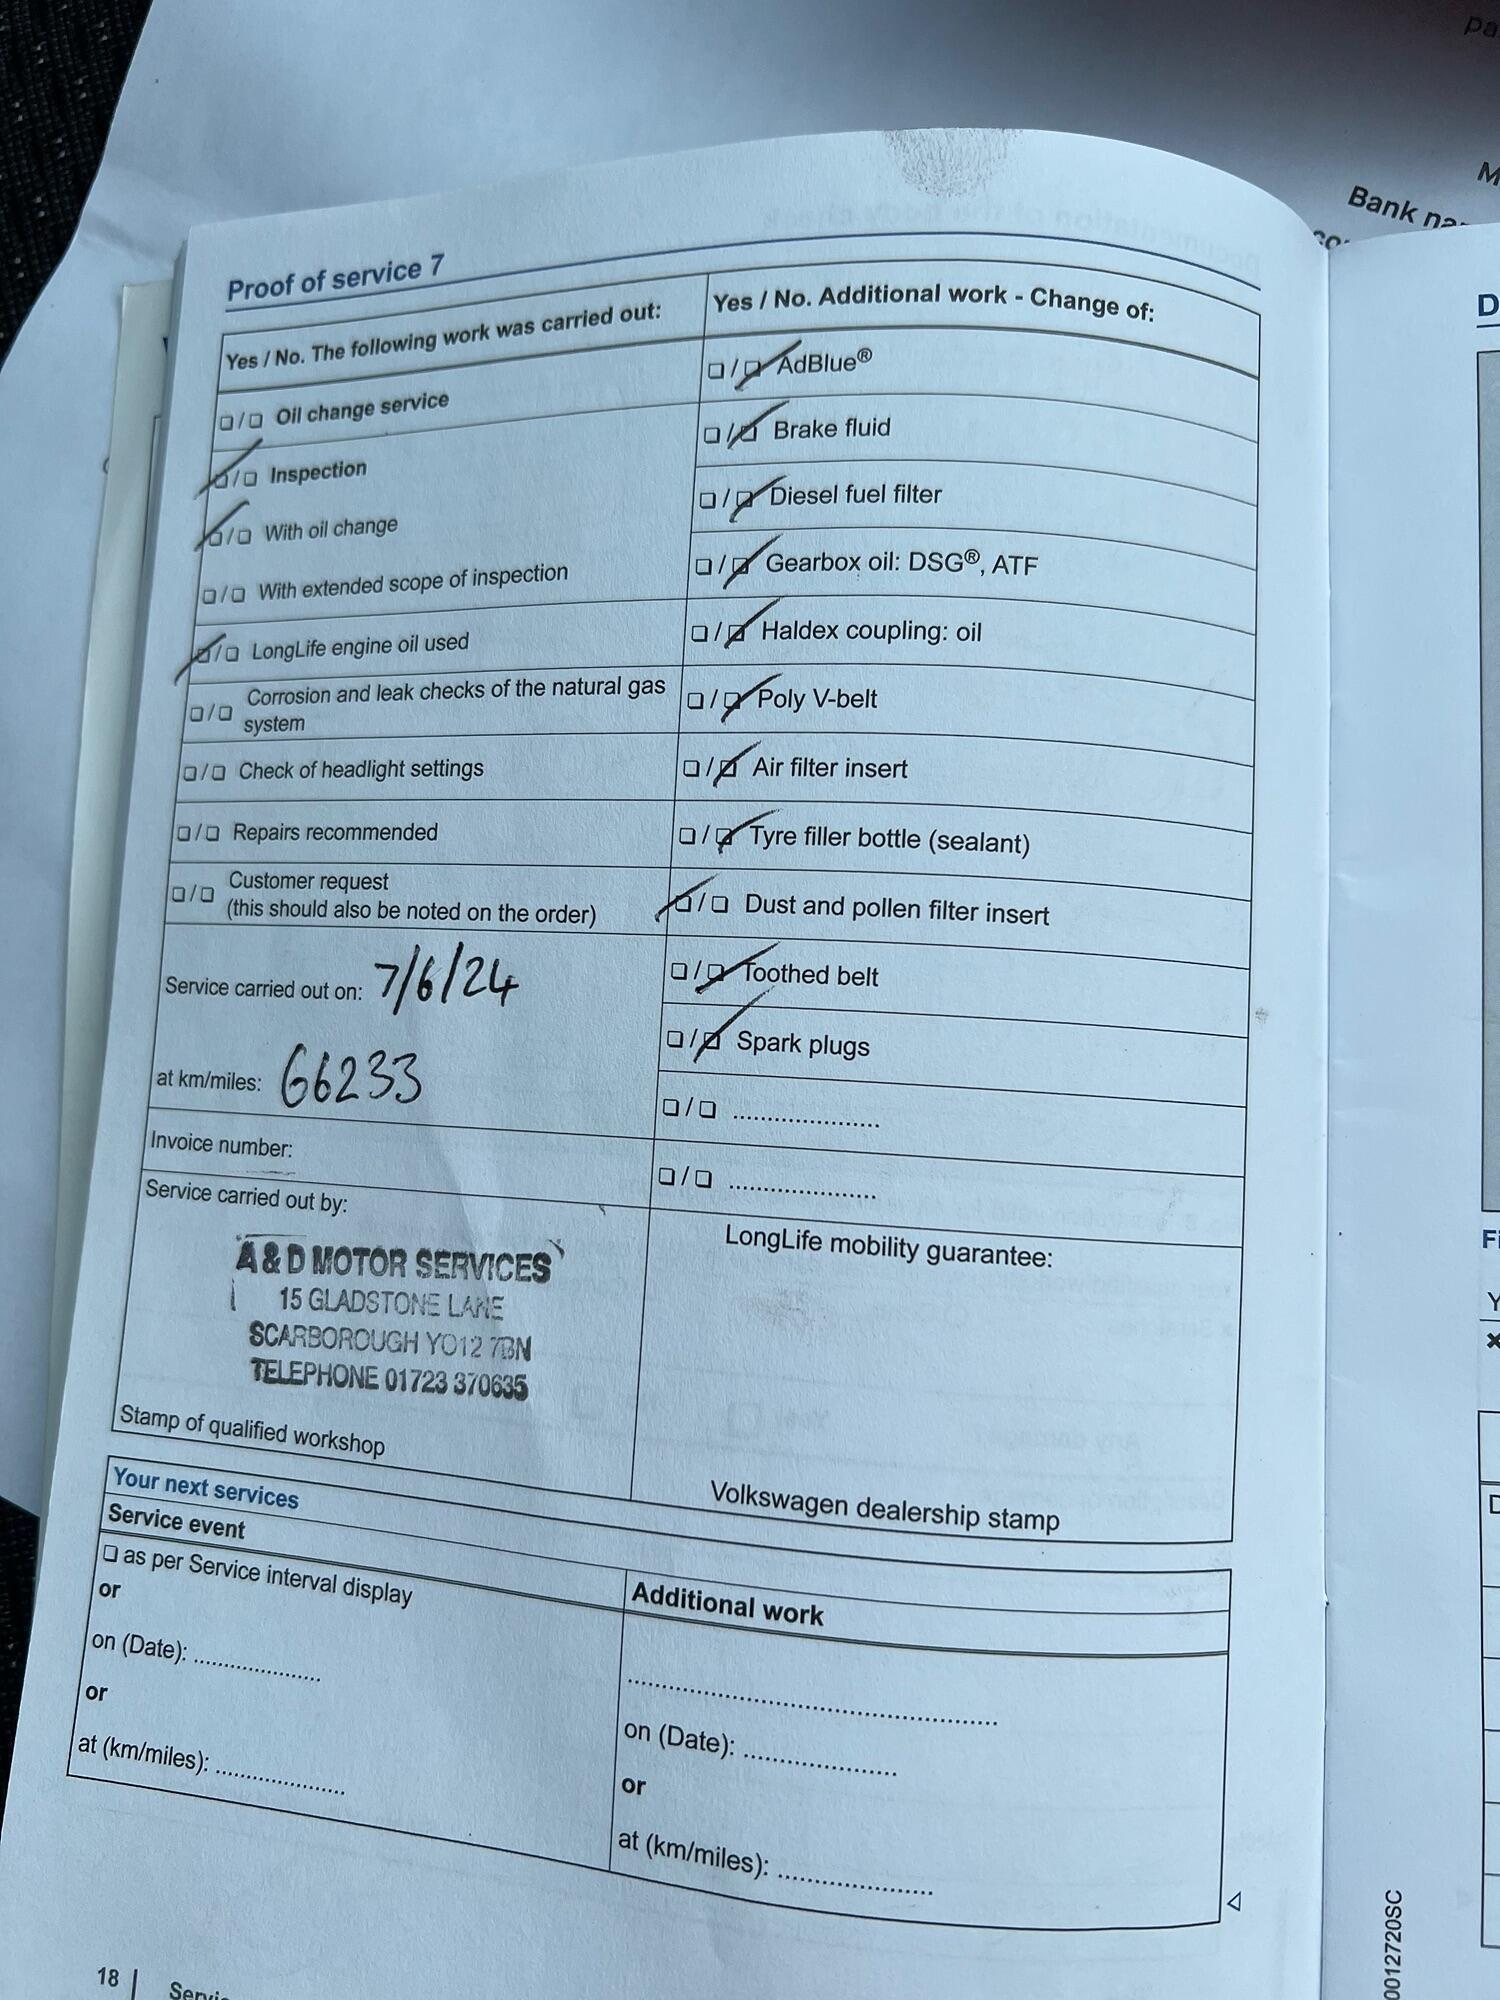 Proof of service 7
Yes / No. The following work was carried out:
❏/❏ Oil change service
❏/❏ Inspection
❏/❏ With oil change
❏/❏ With extended scope of inspection
❏/❏ LongLife engine oil used
❏/❏ Corrosion and leak checks of the natural gas
system
❏/❏ Check of headlight settings
❏/❏ Repairs recommended
❏/❏ Customer request
(this should also be noted on the order)
Service carried out on: 7/6/24
at km/miles: 66233
Invoice number:
Service carried out by:
A & D MOTOR SERVICES
15 GLADSTONE LANE
SCARBOROUGH YO12 7BN
TELEPHONE 01723 370635
Stamp of qualified workshop
Yes / No. Additional work - Change of:
❏/❏ AdBlue®
❏/❏ Brake fluid
❏/❏ Diesel fuel filter
❏/❏ Gearbox oil: DSG®, ATF
❏/❏ Haldex coupling: oil
❏/❏ Poly V-belt
❏/❏ Air filter insert
❏/❏ Tyre filler bottle (sealant)
❏/❏ Dust and pollen filter insert
❏/❏ Toothed belt
❏/❏ Spark plugs
❏/❏ .....................
❏/❏ .....................
LongLife mobility guarantee:
Volkswagen dealership stamp
Your next services
Service event
❏ as per Service interval display
or
on (Date): ..................
or
at (km/miles): ..................
Additional work
..................................................
on (Date): .....................
or
at (km/miles): .....................
18
Bank
0012720SC